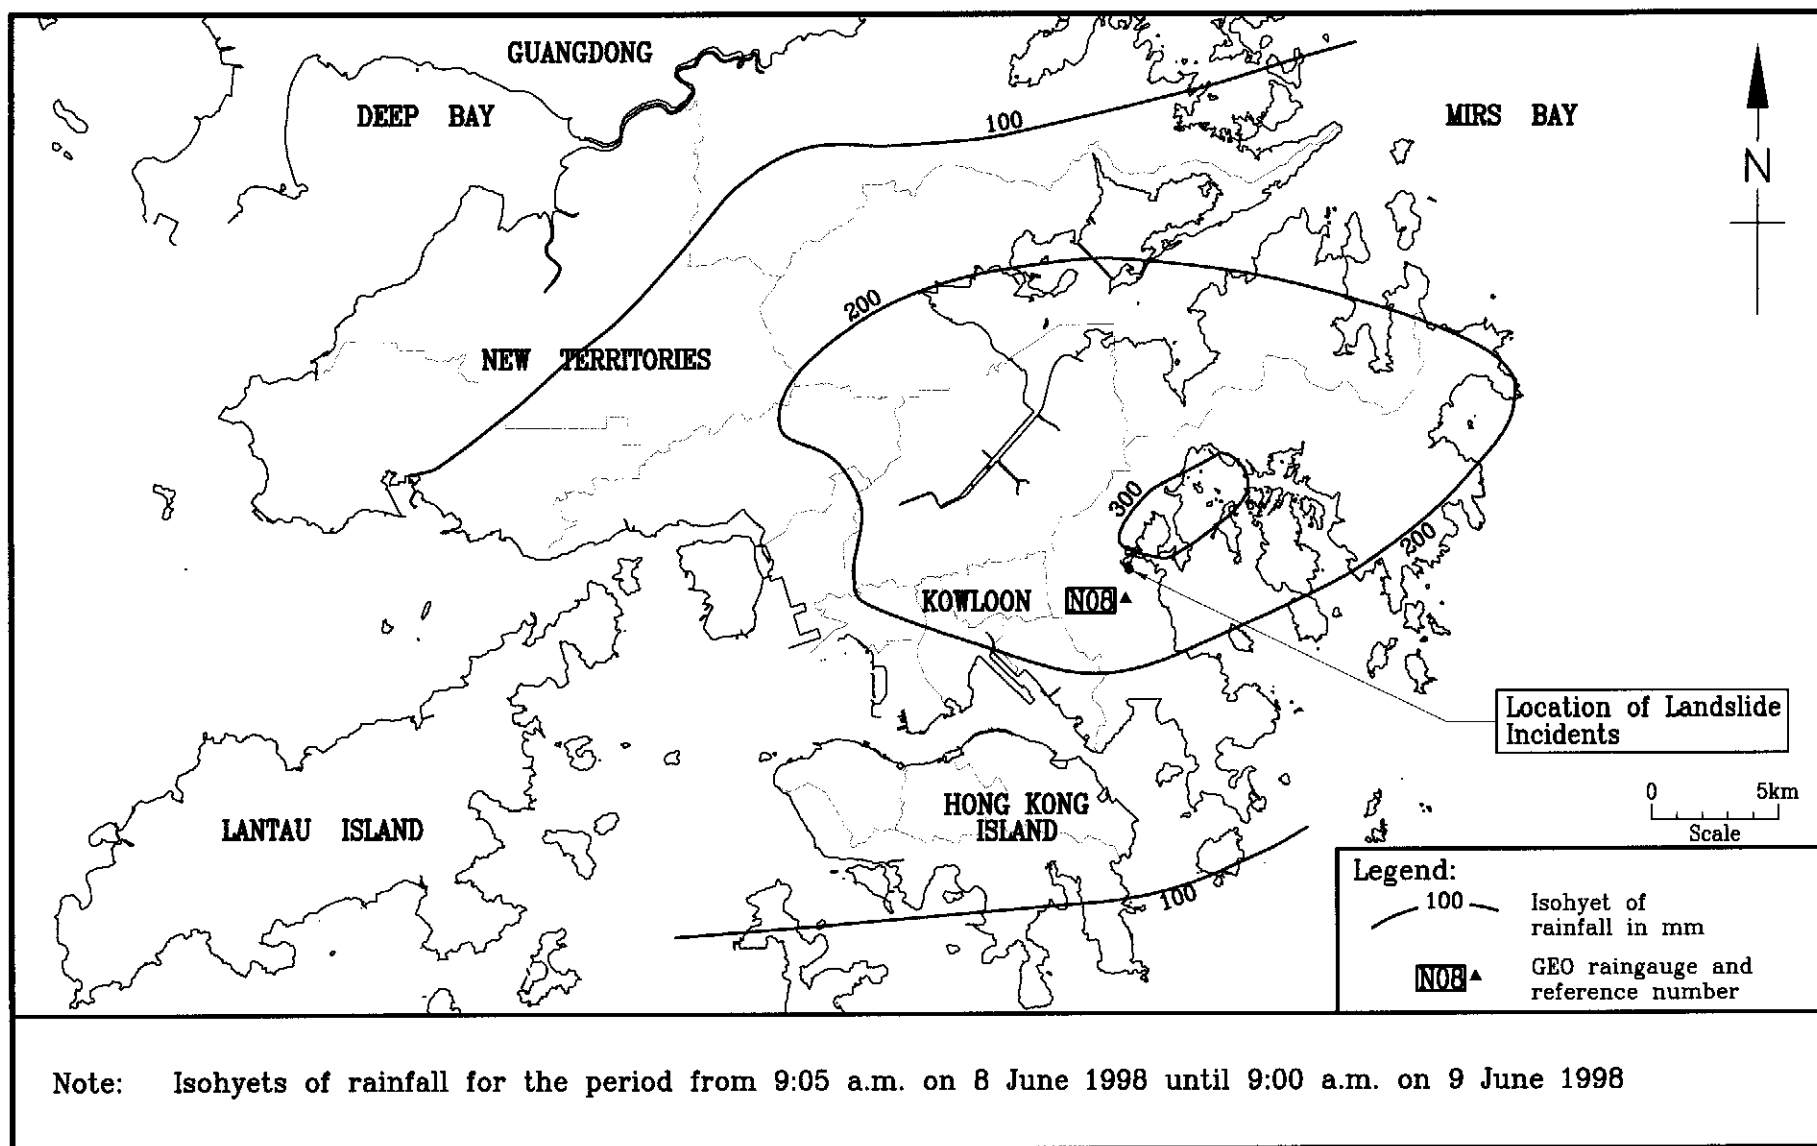 GUANGDONG
DEEP BAY
MIRS BAY
100
N
200
NEW TERRITORIES
300
200
KOWLOON N08
Location of Landslide
Incidents
0 5km
Scale
HONG KONG
ISLAND
LANTAU ISLAND
100
Legend:
100 Isohyet of
rainfall in mm
N08 GEO raingauge and
reference number
Note: Isohyets of rainfall for the period from 9:05 a.m. on 8 June 1998 until 9:00 a.m. on 9 June 1998